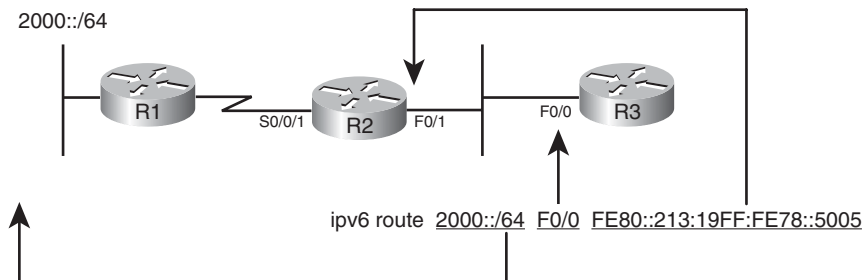 2000::/64
R1
S0/0/1
R2
F0/1
F0/0
R3
ipv6 route 2000::/64 F0/0 FE80::213:19FF:FE78::5005